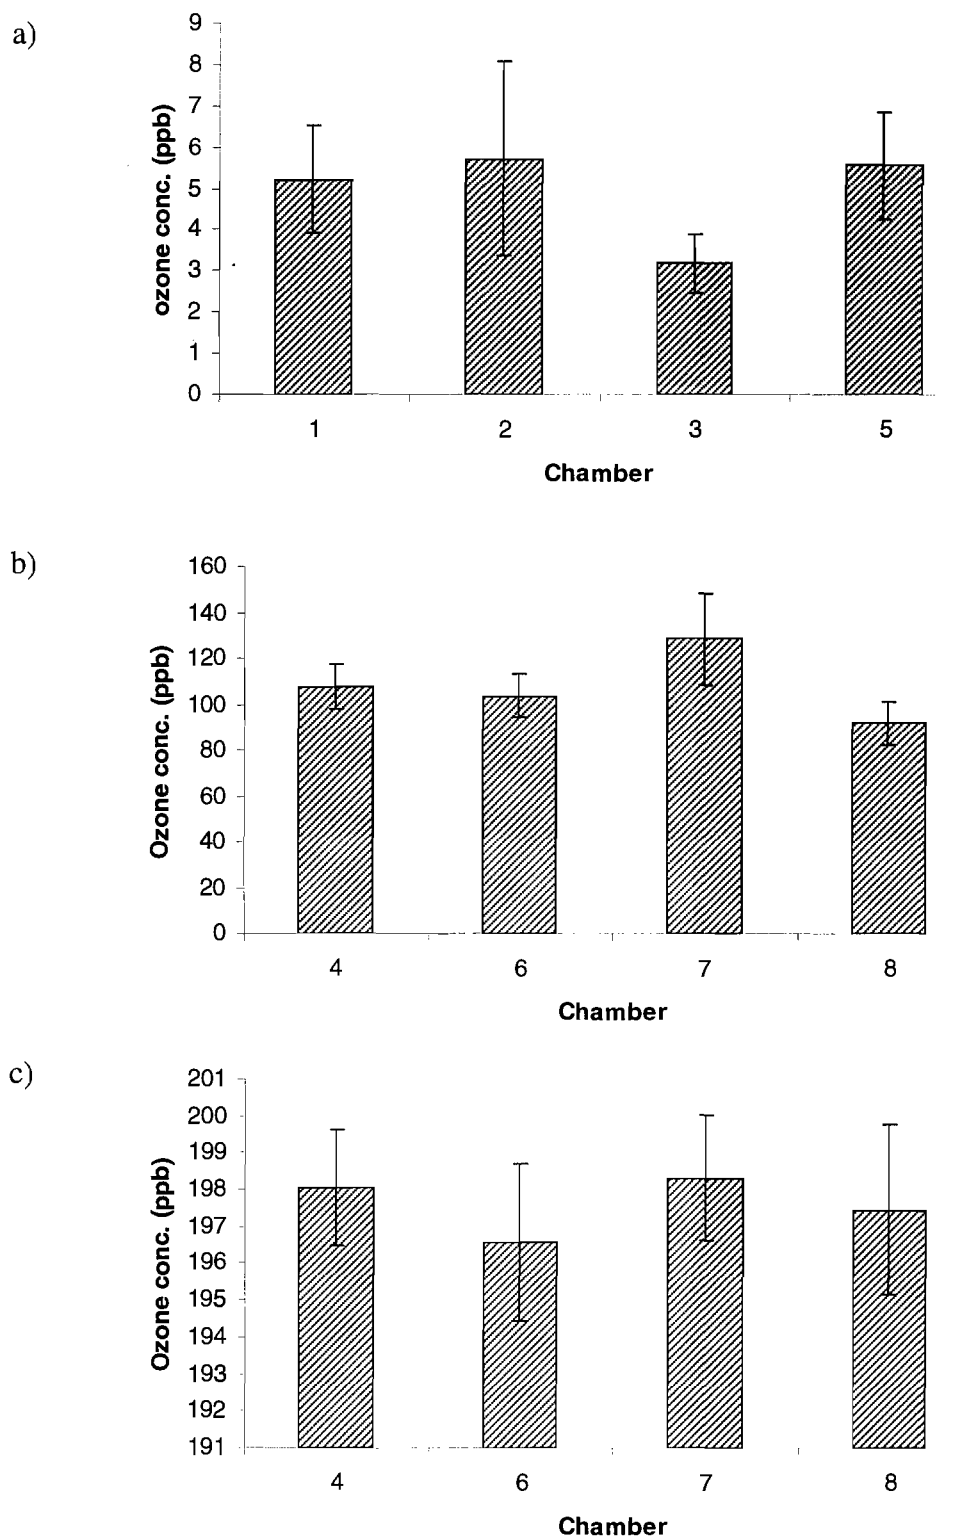 a)
9
8
7
6
5
4
3
2
1
0
ozone conc. (ppb)
1 2 3 5
Chamber
b)
160
140
120
100
80
60
40
20
0
Ozone conc. (ppb)
4 6 7 8
Chamber
c)
201
200
199
198
197
196
195
194
193
192
191
Ozone conc. (ppb)
4 6 7 8
Chamber